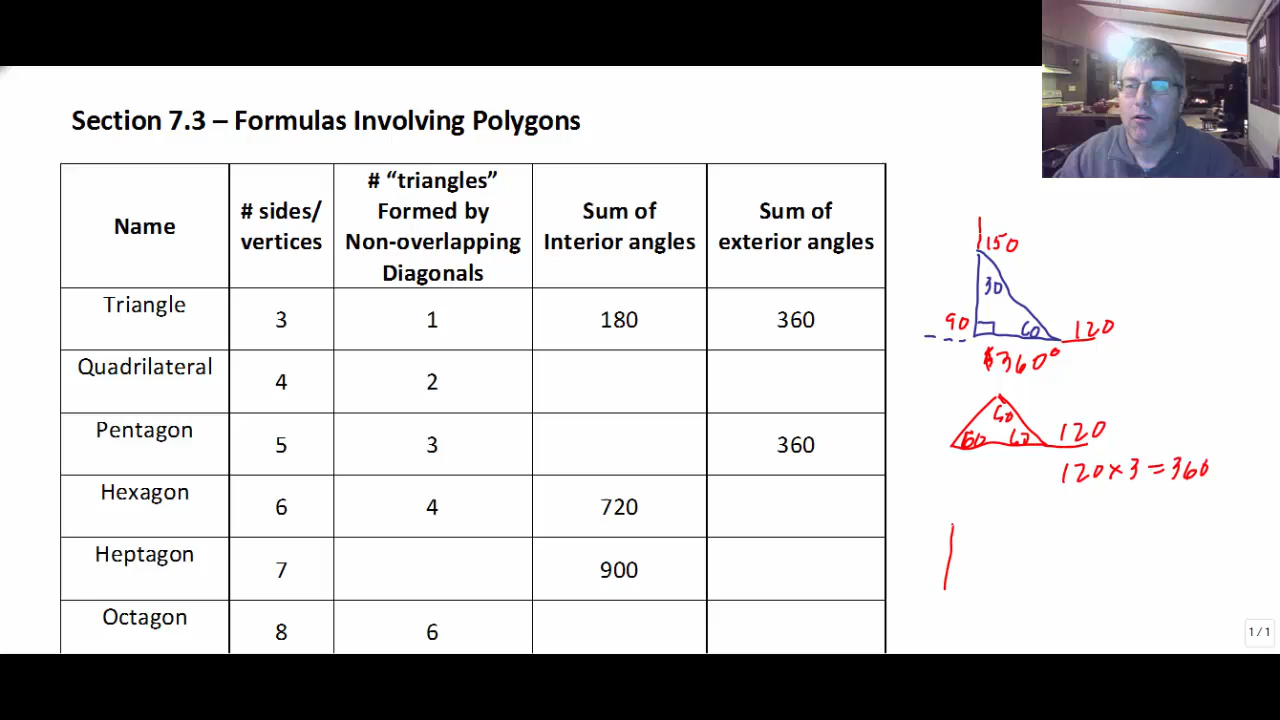 Section 7.3 – Formulas Involving Polygons
Name
# sides/
vertices
# “triangles”
Formed by
Non-overlapping
Diagonals
Sum of
Interior angles
Sum of
exterior angles
Triangle
3
1
180
360
Quadrilateral
4
2
Pentagon
5
3
360
Hexagon
6
4
720
Heptagon
7
900
Octagon
8
6
150
30
90
60
120
360°
60
60
60
120
120 × 3 = 360
1 / 1